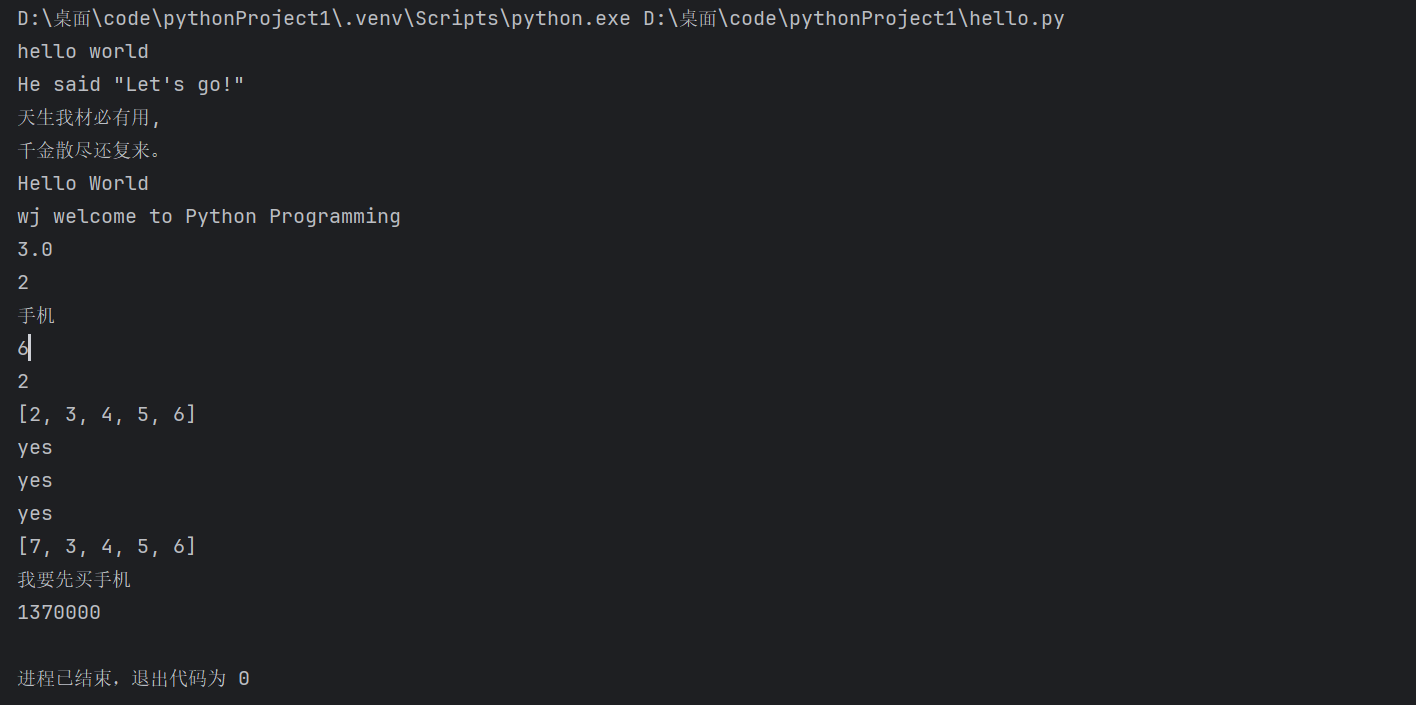 D:\桌面\code\pythonProject1\.venv\Scripts\python.exe D:\桌面\code\pythonProject1\hello.py
hello world
He said "Let's go!"
天生我材必有用,
千金散尽还复来。
Hello World
wj welcome to Python Programming
3.0
2
手机
6
2
[2, 3, 4, 5, 6]
yes
yes
yes
[7, 3, 4, 5, 6]
我要先买手机
1370000
进程已结束，退出代码为 0